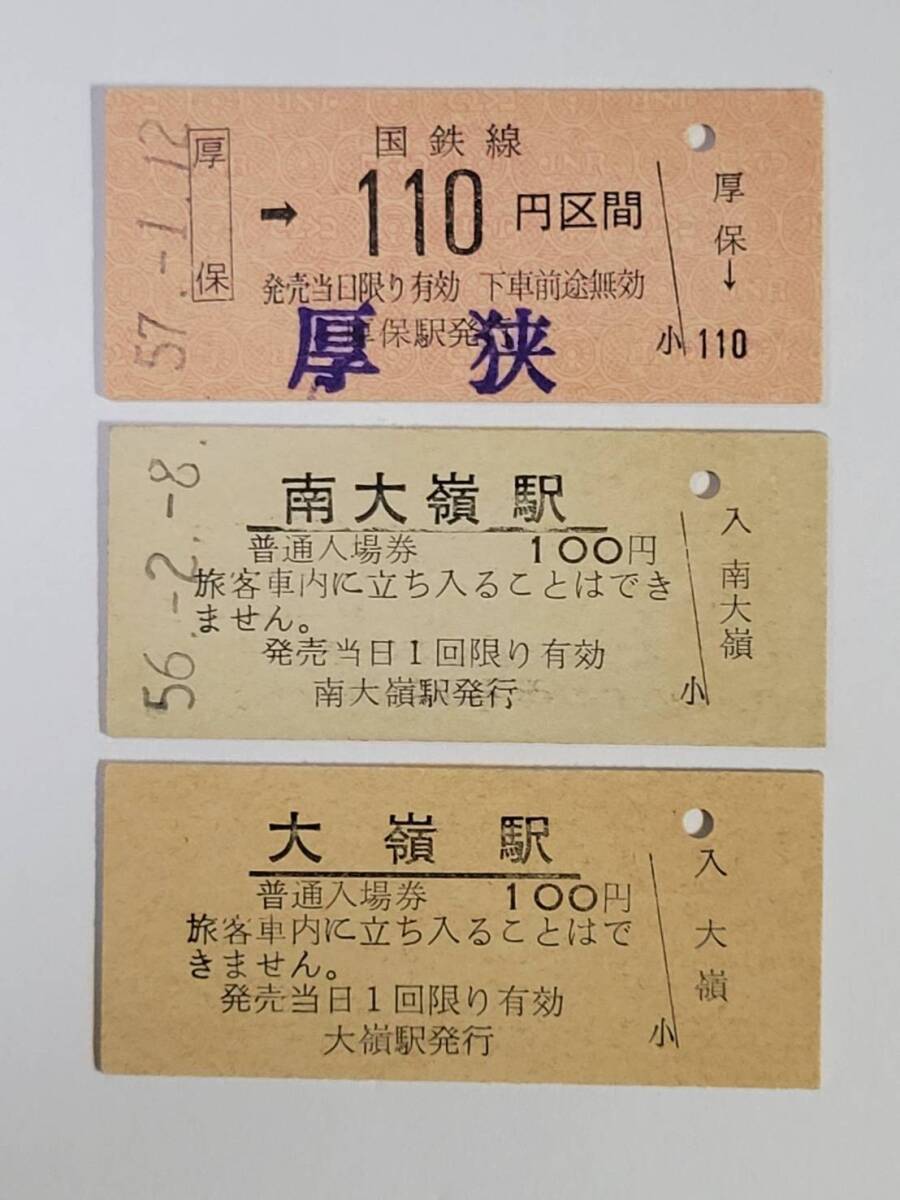 57.-1.12
厚保
国鉄線
→ 110 円区間
発売当日限り有効 下車前途無効
厚保駅発行
厚狭
厚保→
小 110
56.-2.-8.
南大嶺駅
普通入場券 100円
旅客車内に立ち入ることはでき
ません。
発売当日1回限り有効
南大嶺駅発行
入 南大嶺
小
大嶺駅
普通入場券 100円
旅客車内に立ち入ることはで
きません。
発売当日1回限り有効
大嶺駅発行
入 大嶺
小